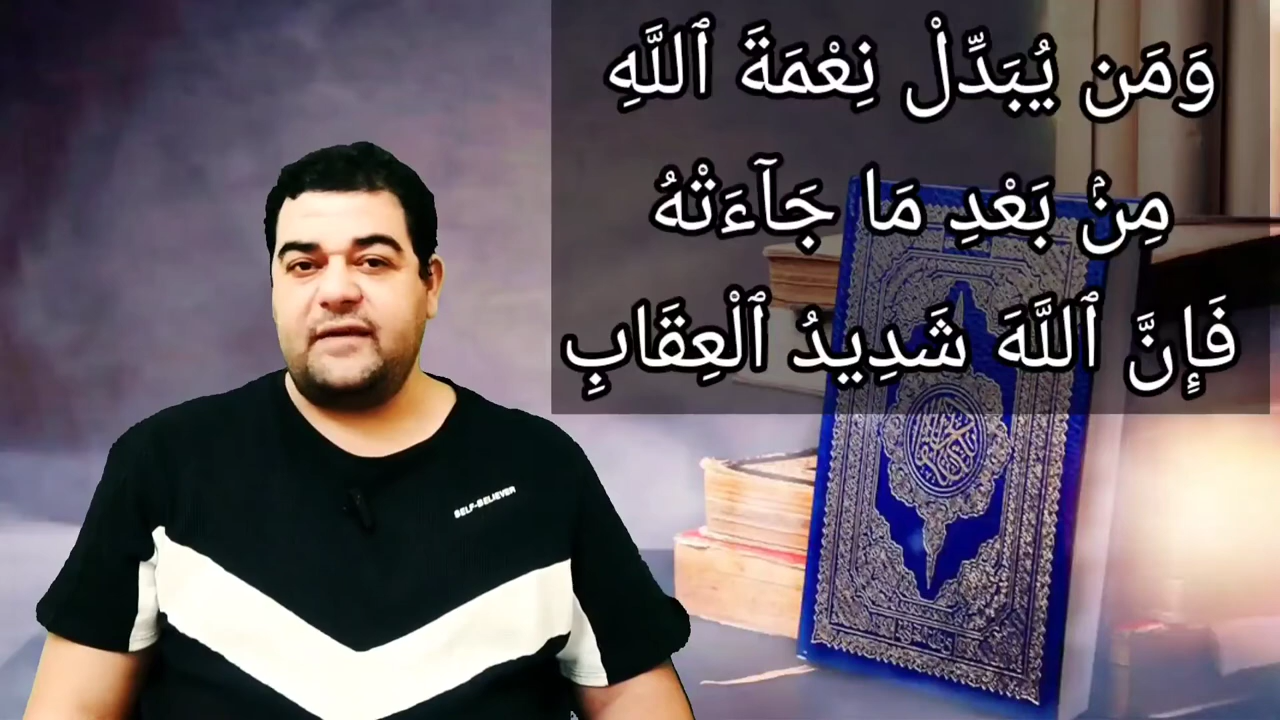 وَمَن يُبَدِّلْ نِعْمَةَ ٱللَّهِ
مِنۢ بَعْدِ مَا جَآءَتْهُ
فَإِنَّ ٱللَّهَ شَدِيدُ ٱلْعِقَابِ
SELF-BELIEVER